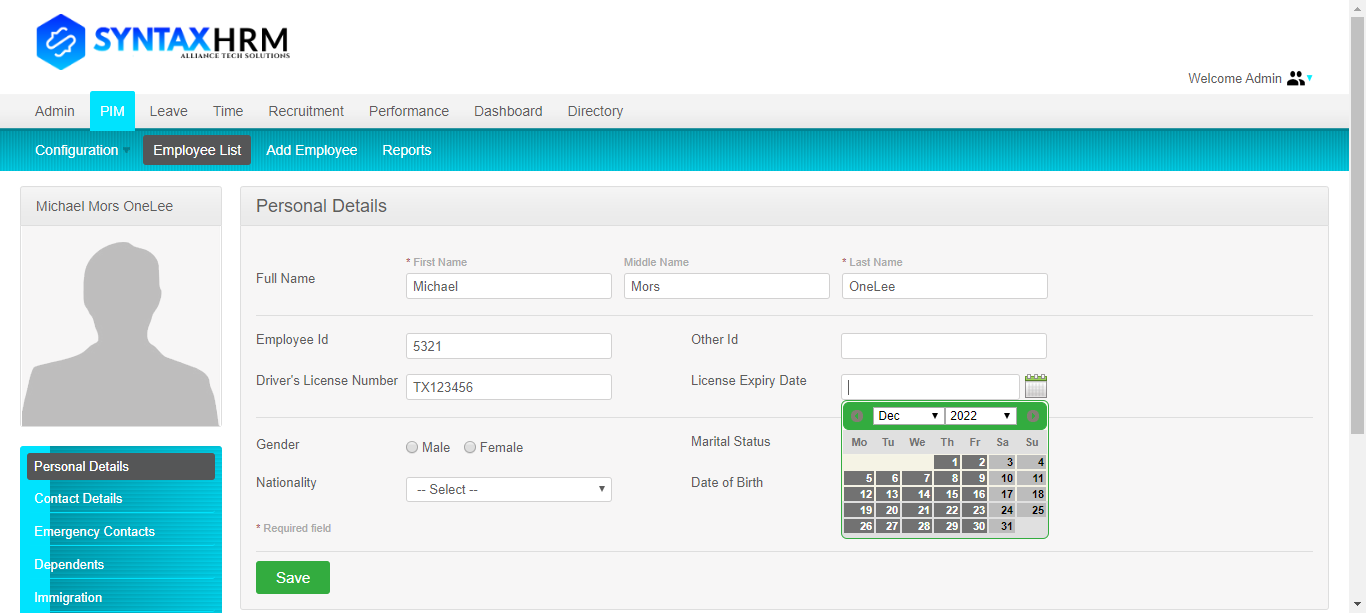 SYNTAXHRM
ALLIANCE TECH SOLUTIONS
Welcome Admin
Admin PIM Leave Time Recruitment Performance Dashboard Directory
Configuration Employee List Add Employee Reports
Michael Mors OneLee
Personal Details
Contact Details
Emergency Contacts
Dependents
Immigration
Personal Details
* First Name Middle Name * Last Name
Full Name Michael Mors OneLee
Employee Id 5321 Other Id
Driver's License Number TX123456 License Expiry Date
Dec 2022
Mo Tu We Th Fr Sa Su
1 2 3 4
5 6 7 8 9 10 11
12 13 14 15 16 17 18
19 20 21 22 23 24 25
26 27 28 29 30 31
Gender Male Female Marital Status
Nationality -- Select -- Date of Birth
* Required field
Save